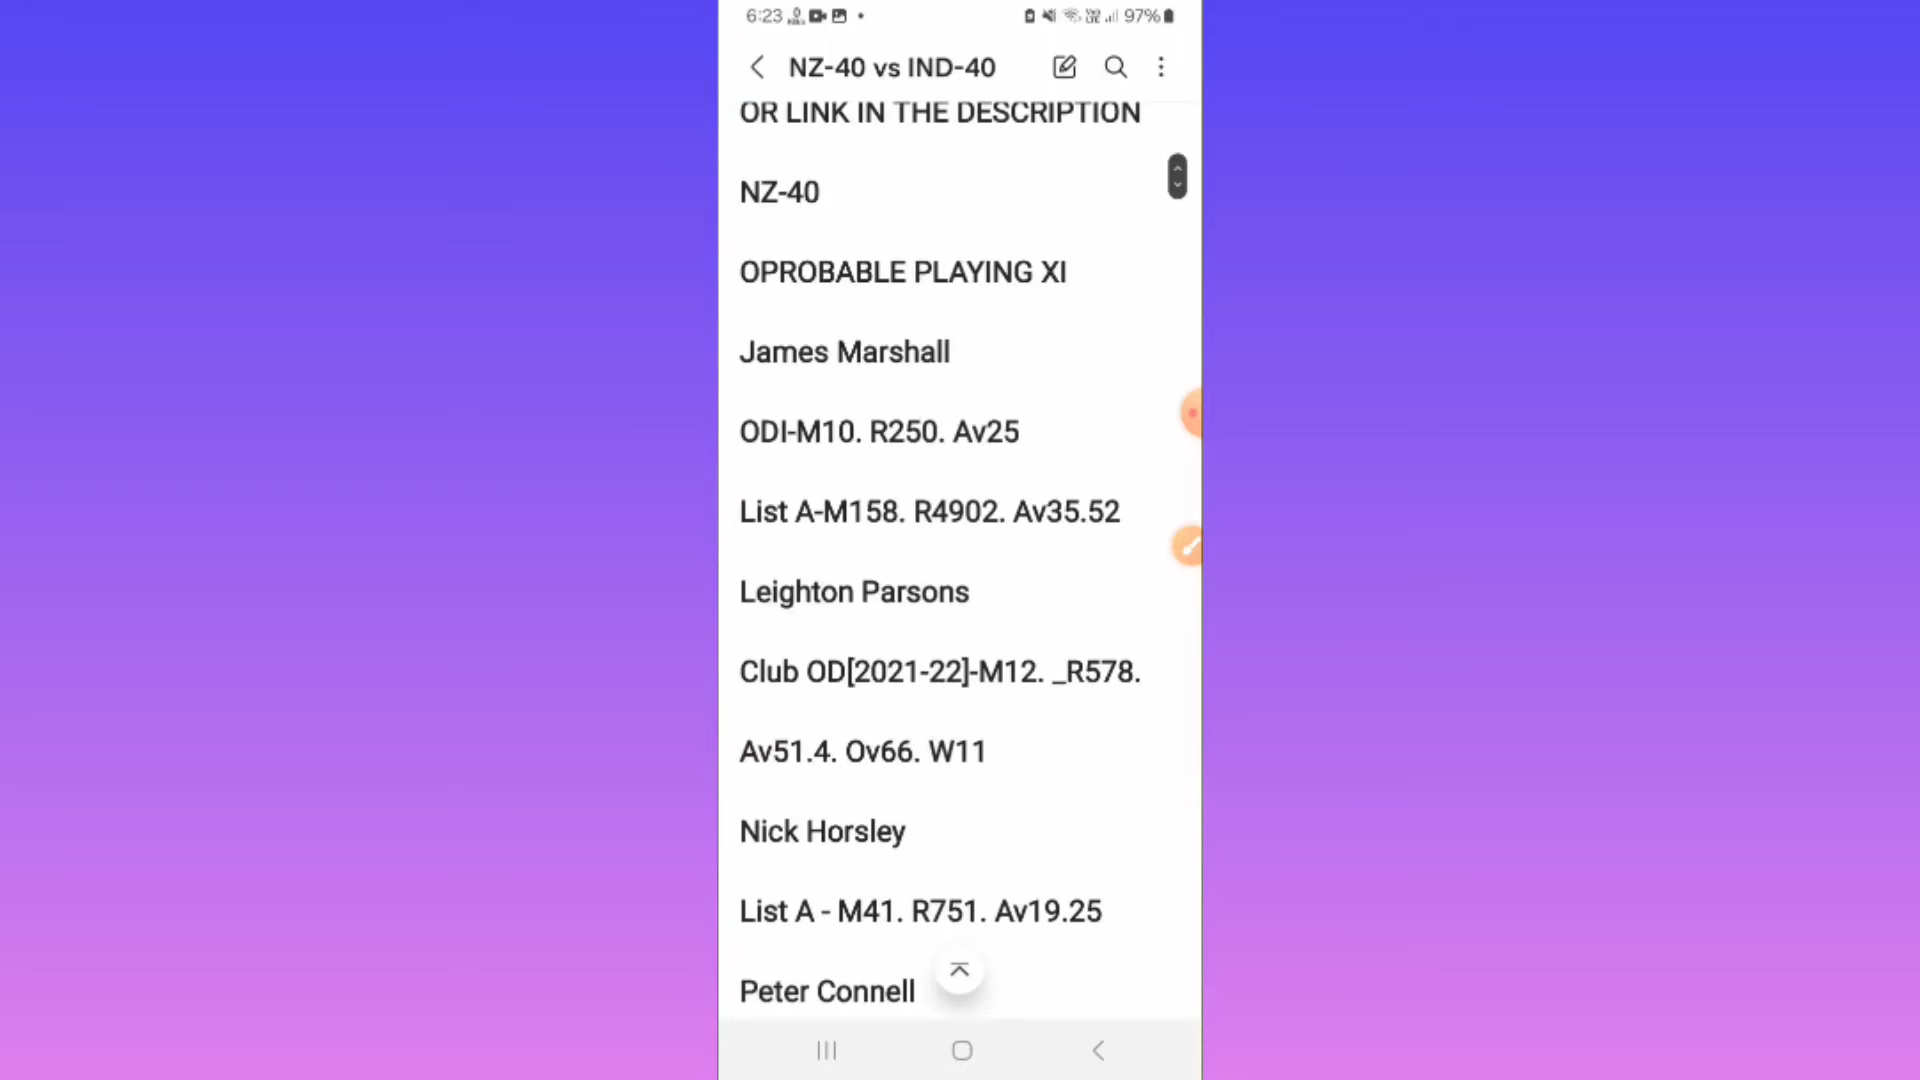 6:23 97%
NZ-40 vs IND-40
OR LINK IN THE DESCRIPTION
NZ-40
OPROBABLE PLAYING XI
James Marshall
ODI-M10. R250. Av25
List A-M158. R4902. Av35.52
Leighton Parsons
Club OD[2021-22]-M12. _R578.
Av51.4. Ov66. W11
Nick Horsley
List A - M41. R751. Av19.25
Peter Connell